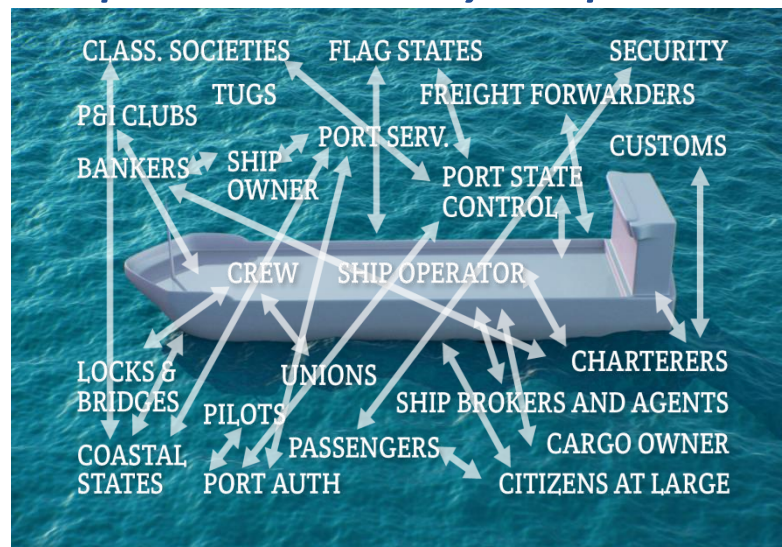 CLASS. SOCIETIES
FLAG STATES
SECURITY
TUGS
FREIGHT FORWARDERS
P&I CLUBS
PORT SERV.
CUSTOMS
BANKERS
SHIP
OWNER
PORT STATE
CONTROL
CREW
SHIP OPERATOR
LOCKS &
BRIDGES
UNIONS
CHARTERERS
PILOTS
SHIP BROKERS AND AGENTS
COASTAL
STATES
PASSENGERS
CARGO OWNER
PORT AUTH
CITIZENS AT LARGE